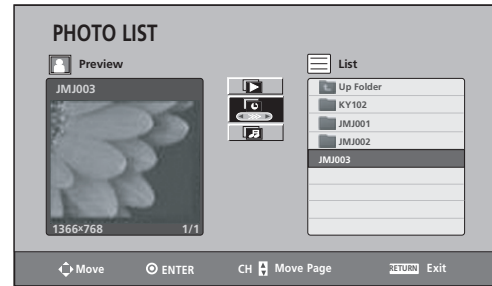 PHOTO LIST
Preview
JMJ003
1366×768 1/1
List
Up Folder
KY102
JMJ001
JMJ002
JMJ003
Move ENTER CH Move Page RETURN Exit